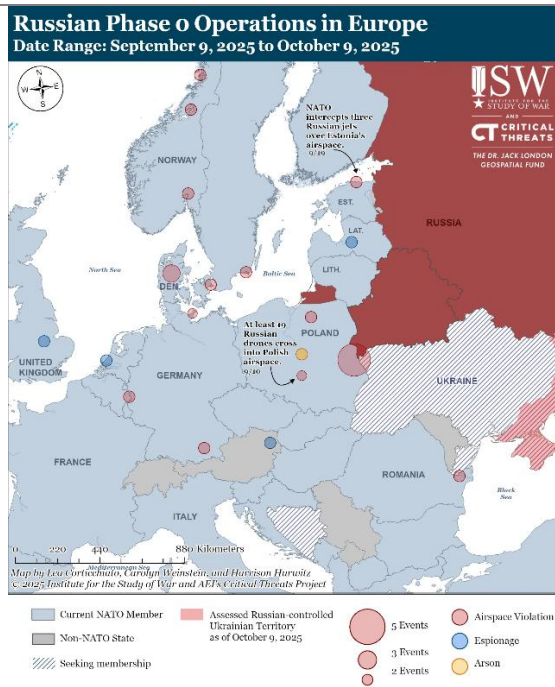 Russian Phase 0 Operations in Europe
Date Range: September 9, 2025 to October 9, 2025
N
W
E
S
ISW
INSTITUTE FOR THE
STUDY OF WAR
AND
CT CRITICAL
THREATS
THE DR. JACK LONDON
GEOSPATIAL FUND
NATO
intercepts three
Russian jets
over Estonia's
airspace.
9/19
NORWAY
EST.
RUSSIA
LAT.
North Sea
Baltic Sea
DEN.
LITH.
At least 19
Russian
drones cross
into Polish
airspace.
POLAND
UNITED
KINGDOM
GERMANY
UKRAINE
FRANCE
ROMANIA
ITALY
Black
Sea
0 220 440 880 Kilometers
Mediterranean Sea
Map by Lea Corticchiato, Carolyn Weinstein, and Harrison Hurwitz
© 2025 Institute for the Study of War and AEI's Critical Threats Project
Current NATO Member
Non-NATO State
Seeking membership
Assessed Russian-controlled
Ukrainian Territory
as of October 9, 2025
5 Events
3 Events
2 Events
Airspace Violation
Espionage
Arson